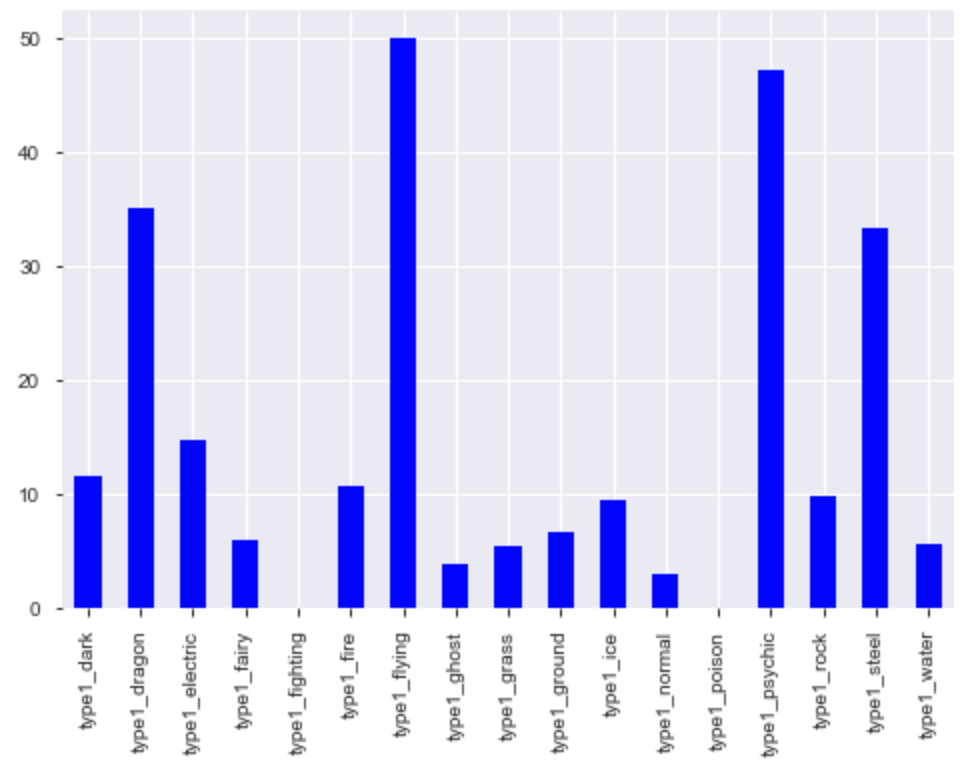 50
40
30
20
10
0
type1_dark
type1_dragon
type1_electric
type1_fairy
type1_fighting
type1_fire
type1_flying
type1_ghost
type1_grass
type1_ground
type1_ice
type1_normal
type1_poison
type1_psychic
type1_rock
type1_steel
type1_water